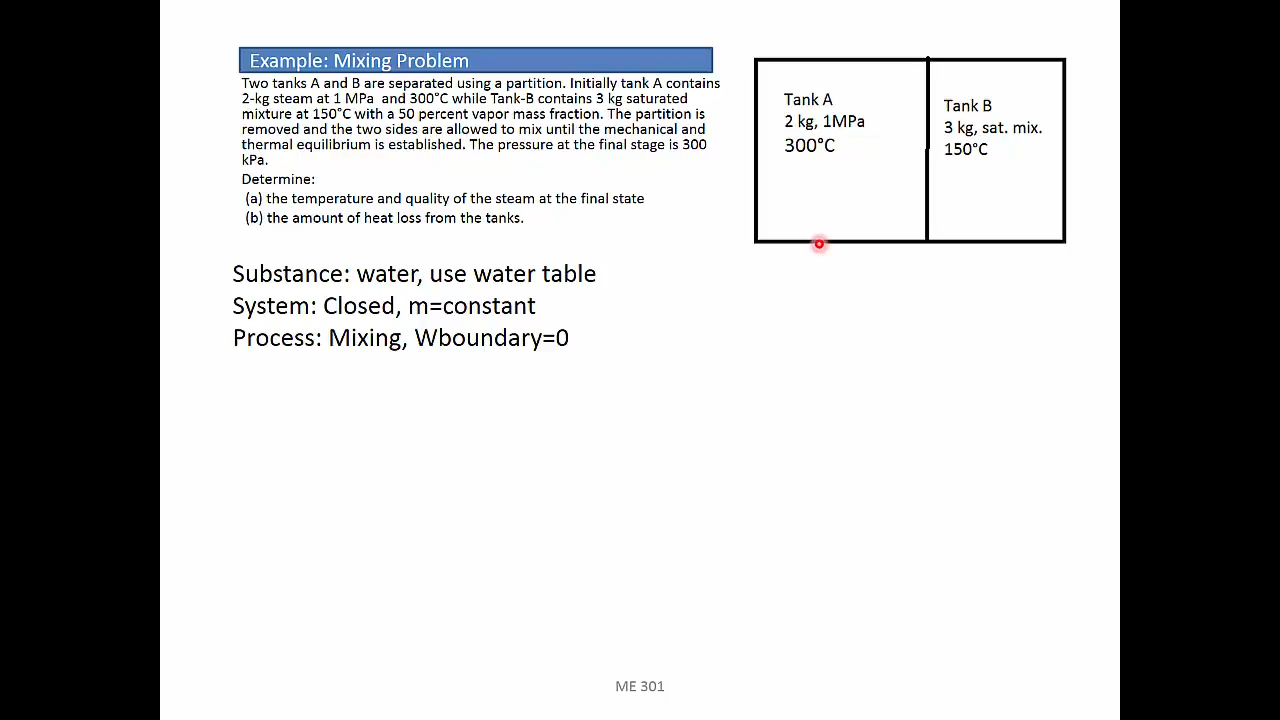 Example: Mixing Problem
Two tanks A and B are separated using a partition. Initially tank A contains
2-kg steam at 1 MPa  and 300°C while Tank-B contains 3 kg saturated
mixture at 150°C with a 50 percent vapor mass fraction. The partition is
removed and the two sides are allowed to mix until the mechanical and
thermal equilibrium is established. The pressure at the final stage is 300
kPa.
Determine:
(a) the temperature and quality of the steam at the final state
(b) the amount of heat loss from the tanks.
Tank A
2 kg, 1MPa
300°C
Tank B
3 kg, sat. mix.
150°C
Substance: water, use water table
System: Closed, m=constant
Process: Mixing, Wboundary=0
ME 301